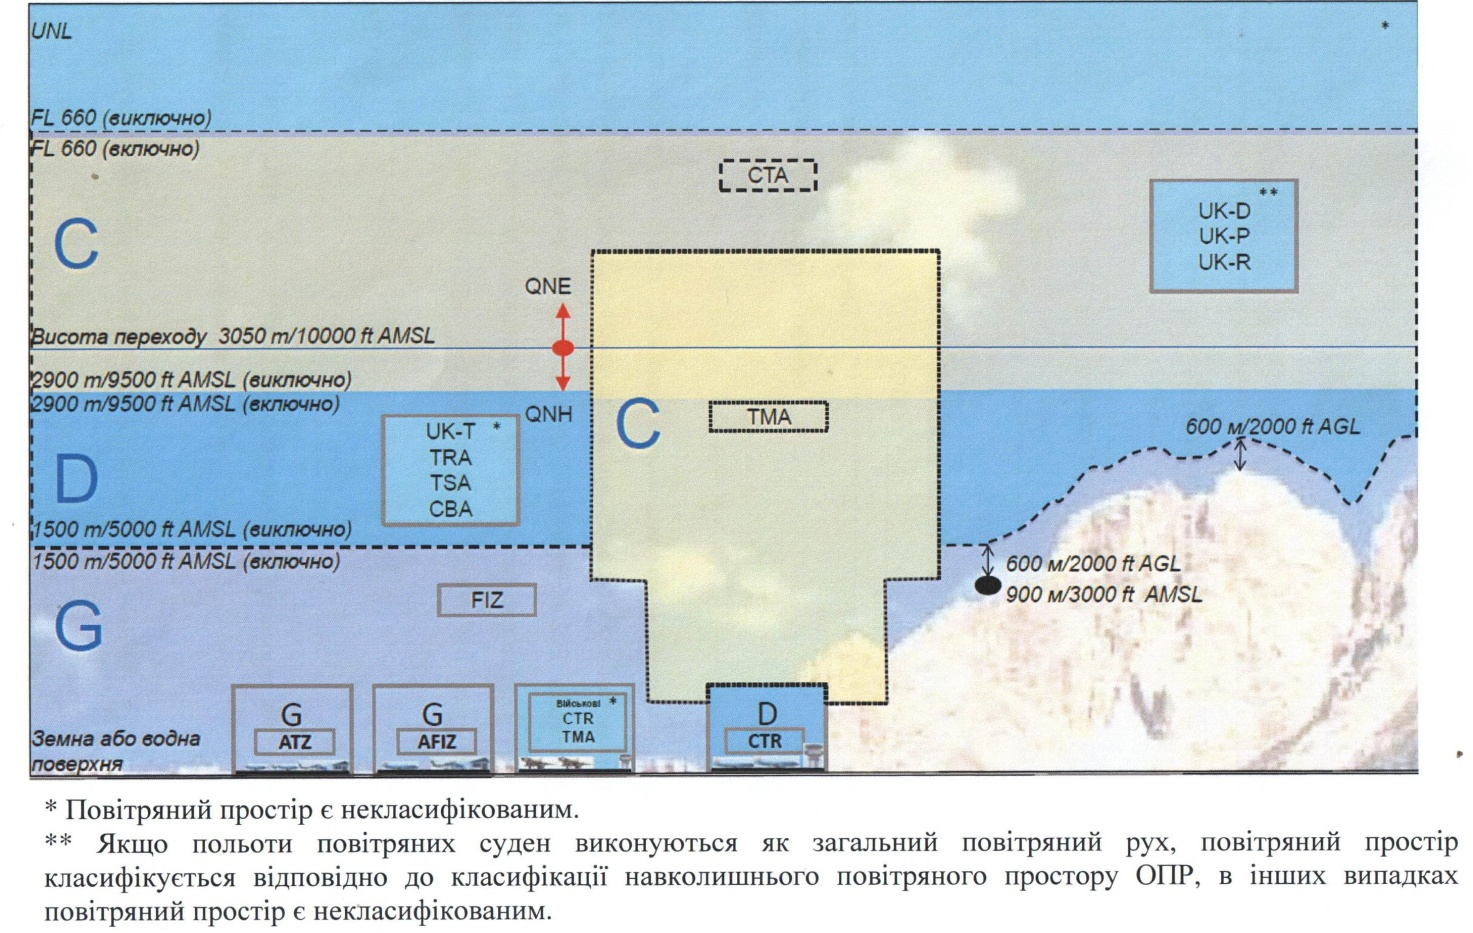 UNL *
FL 660 (виключно)
FL 660 (включно)
CTA
C
**
UK-D
UK-P
UK-R
QNE
Висота переходу 3050 m/10000 ft AMSL
2900 m/9500 ft AMSL (виключно)
2900 m/9500 ft AMSL (включно)
QNH
C
TMA
UK-T *
TRA
TSA
CBA
D
600 м/2000 ft AGL
1500 m/5000 ft AMSL (виключно)
1500 m/5000 ft AMSL (включно)
600 м/2000 ft AGL
900 м/3000 ft AMSL
FIZ
G
G
ATZ
G
AFIZ
Військові *
CTR
TMA
D
CTR
Земна або водна
поверхня
* Повітряний простір є некласифікованим.
** Якщо польоти повітряних суден виконуються як загальний повітряний рух, повітряний простір
класифікується відповідно до класифікації навколишнього повітряного простору ОПР, в інших випадках
повітряний простір є некласифікованим.